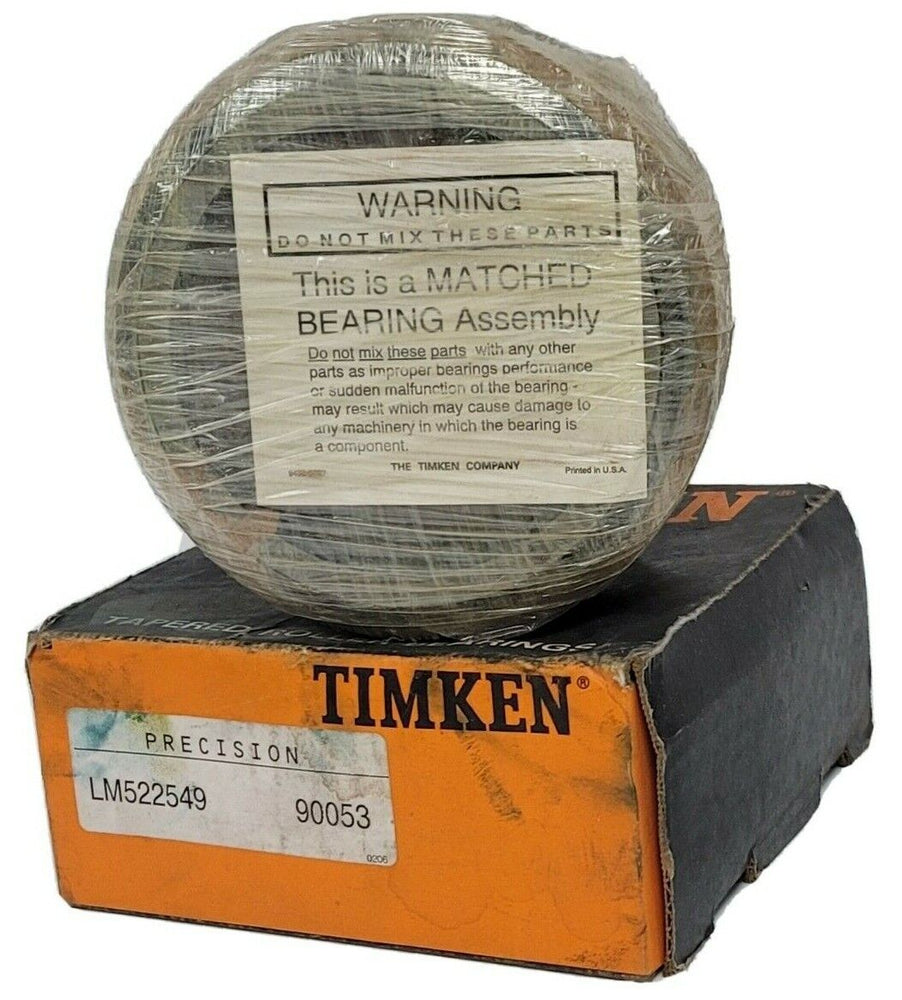 WARNING
DO NOT MIX THESE PARTS
This is a MATCHED
BEARING Assembly
Do not mix these parts with any other
parts as improper bearings performance
or sudden malfunction of the bearing -
may result which may cause damage to
any machinery in which the bearing is
a component.
THE TIMKEN COMPANY
Printed in U.S.A.
TAPERED
TIMKEN®
PRECISION
LM522549 90053
0206